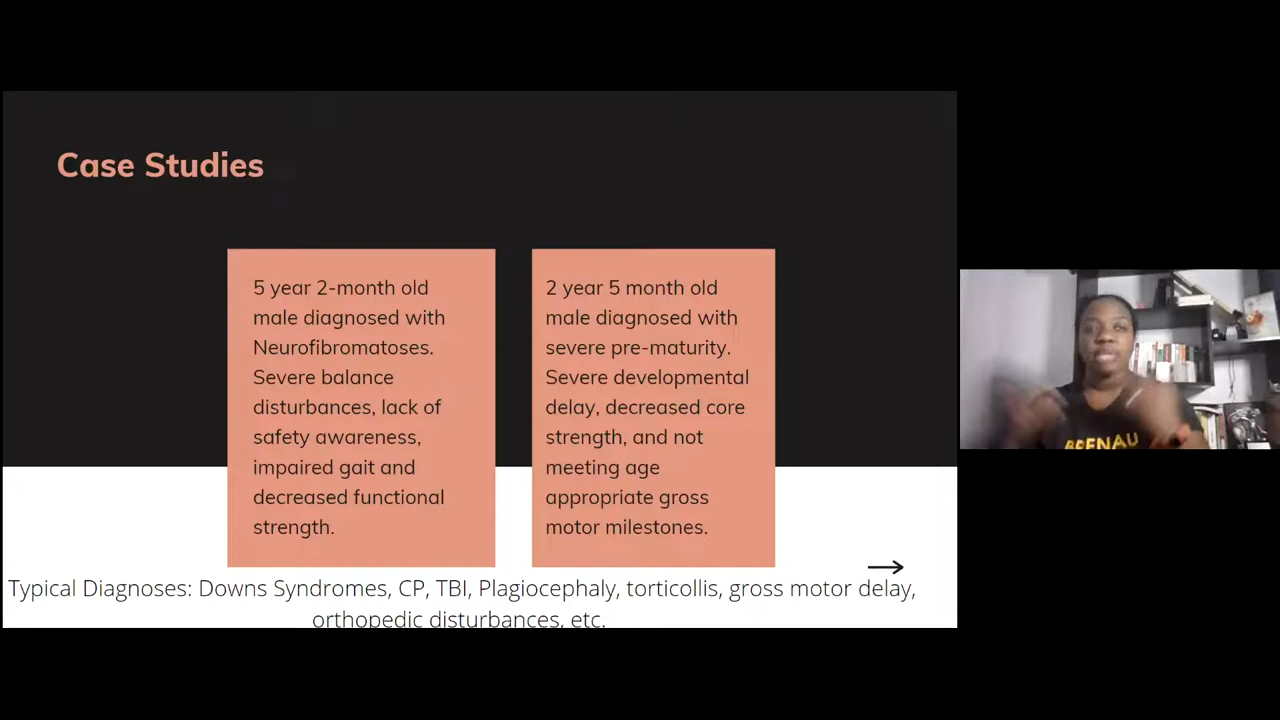 Case Studies
5 year 2-month old
male diagnosed with
Neurofibromatoses.
Severe balance
disturbances, lack of
safety awareness,
impaired gait and
decreased functional
strength.
2 year 5 month old
male diagnosed with
severe pre-maturity.
Severe developmental
delay, decreased core
strength, and not
meeting age
appropriate gross
motor milestones.
Typical Diagnoses: Downs Syndromes, CP, TBI, Plagiocephaly, torticollis, gross motor delay,
orthopedic disturbances, etc.
BRENAU